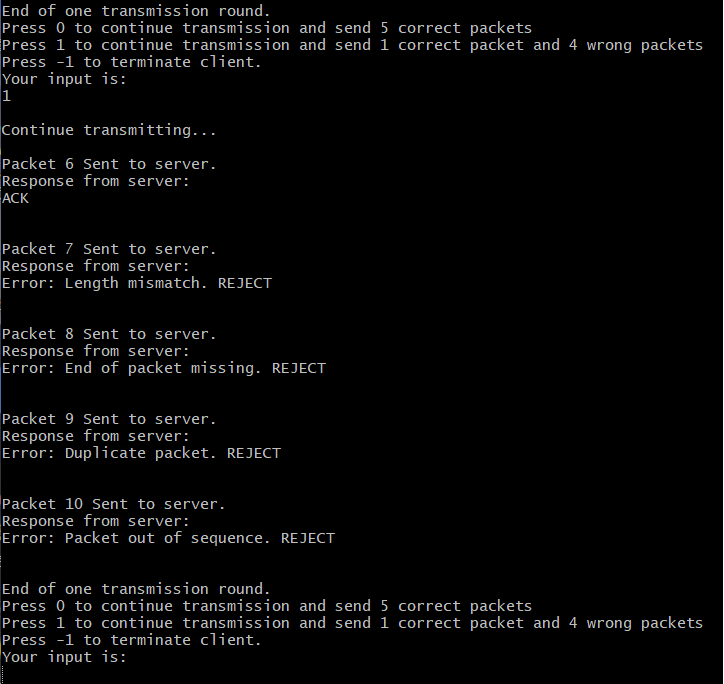 End of one transmission round.
Press 0 to continue transmission and send 5 correct packets
Press 1 to continue transmission and send 1 correct packet and 4 wrong packets
Press -1 to terminate client.
Your input is:
1
Continue transmitting...
Packet 6 Sent to server.
Response from server:
ACK
Packet 7 Sent to server.
Response from server:
Error: Length mismatch. REJECT
Packet 8 Sent to server.
Response from server:
Error: End of packet missing. REJECT
Packet 9 Sent to server.
Response from server:
Error: Duplicate packet. REJECT
Packet 10 Sent to server.
Response from server:
Error: Packet out of sequence. REJECT
End of one transmission round.
Press 0 to continue transmission and send 5 correct packets
Press 1 to continue transmission and send 1 correct packet and 4 wrong packets
Press -1 to terminate client.
Your input is: